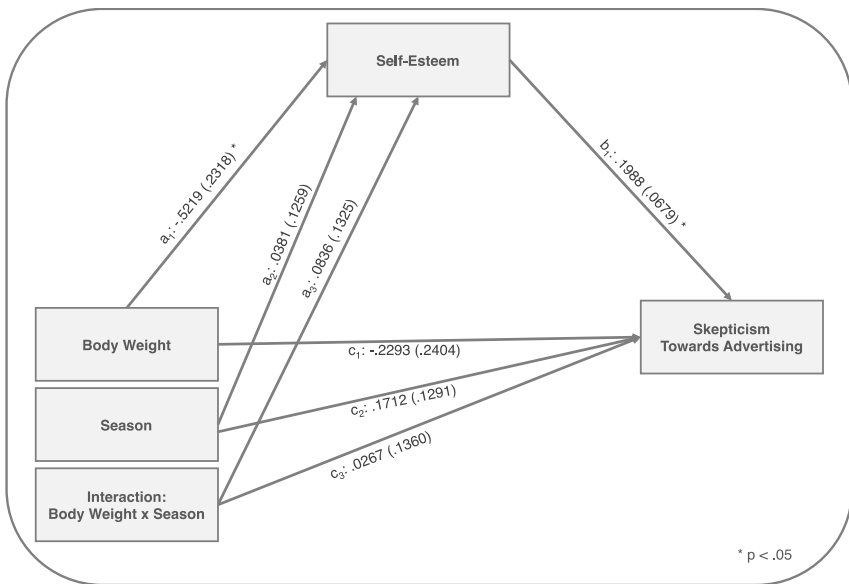 Self-Esteem
a₁: -.5219 (.2318) *
a₂: .0381 (.1259)
a₃: .0836 (.1325)
b₁: .1988 (.0679) *
Body Weight
c₁: -.2293 (.2404)
Skepticism
Towards Advertising
Season
c₂: .1712 (.1291)
c₃: .0267 (.1360)
Interaction:
Body Weight x Season
* p < .05